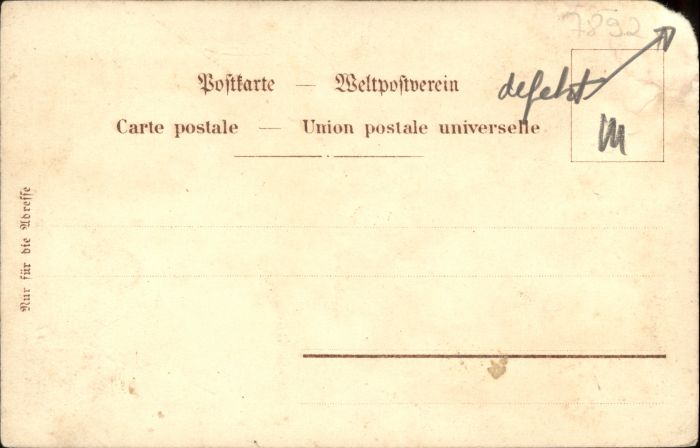 7892
Postkarte — Weltpostverein
defekt
Carte postale — Union postale universelle
Nur für die Adresse